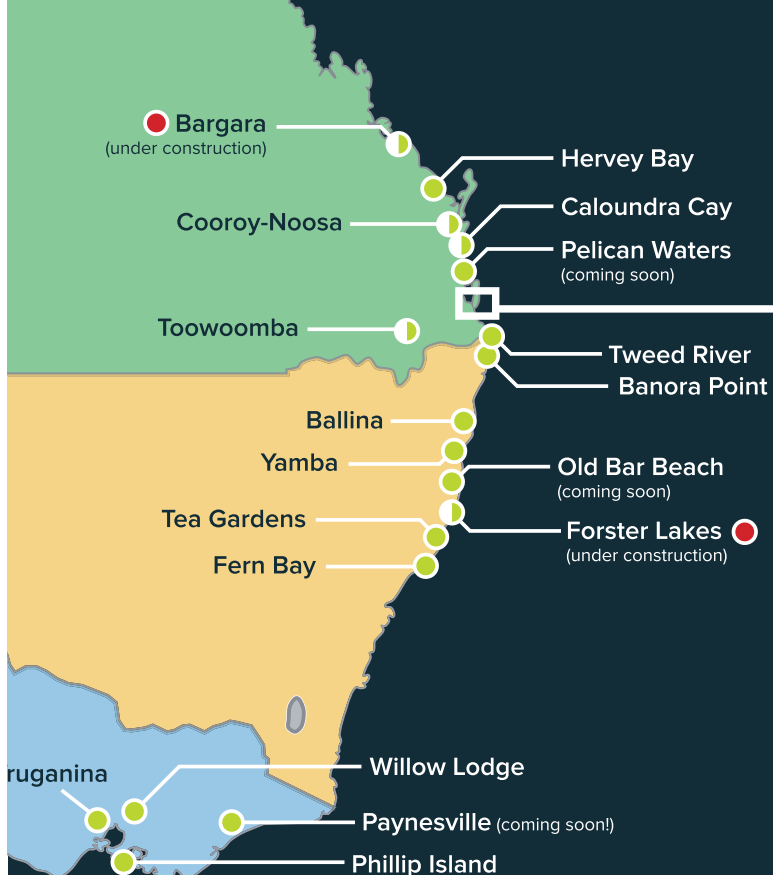 Bargara
(under construction)
Hervey Bay
Caloundra Cay
Cooroy-Noosa
Pelican Waters
(coming soon)
Toowoomba
Tweed River
Banora Point
Ballina
Yamba
Old Bar Beach
(coming soon)
Tea Gardens
Forster Lakes
(under construction)
Fern Bay
ruganina
Willow Lodge
Paynesville (coming soon!)
Phillip Island